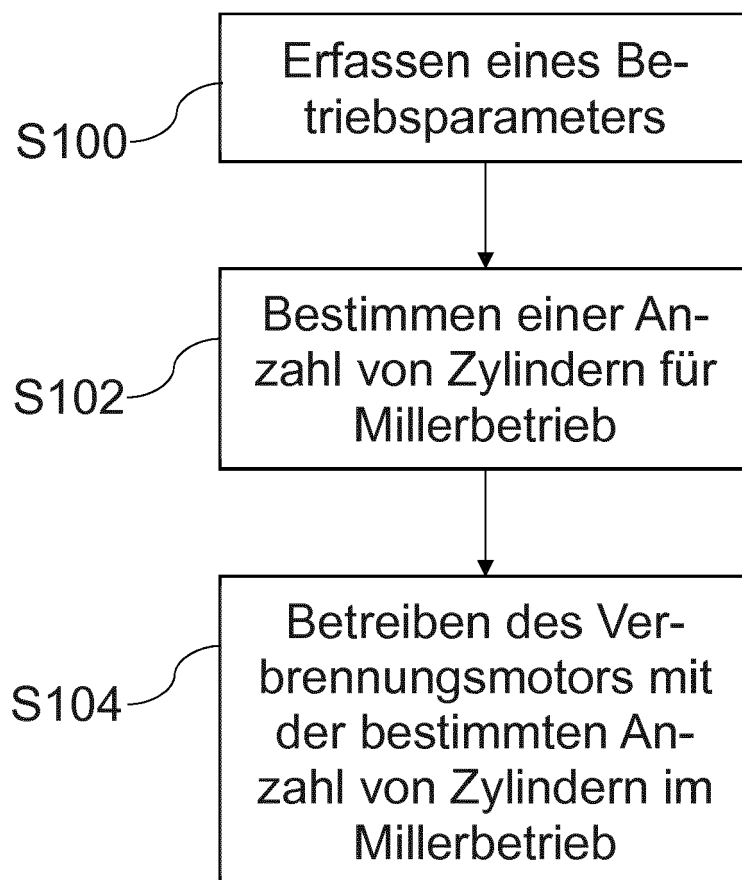 Erfassen eines Be-
triebsparameters
S100
Bestimmen einer An-
zahl von Zylindern für
Millerbetrieb
S102
Betreiben des Ver-
brennungsmotors mit
der bestimmten An-
zahl von Zylindern im
Millerbetrieb
S104